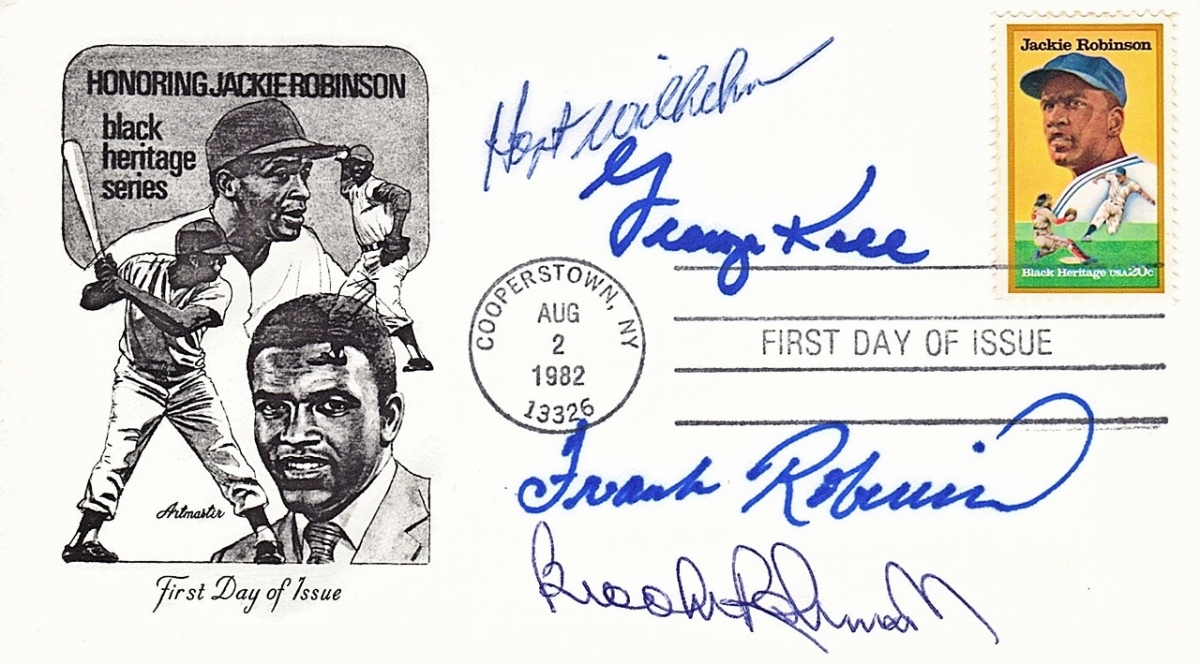 HONORING JACKIE ROBINSON
black
heritage
series
Artmaster
First Day of Issue
Hoyt Wilhelm
George Kell
Jackie Robinson
Black Heritage USA 20c
COOPERSTOWN, NY
AUG
2
1982
13326
FIRST DAY OF ISSUE
Frank Robinson
Brooks Robinson